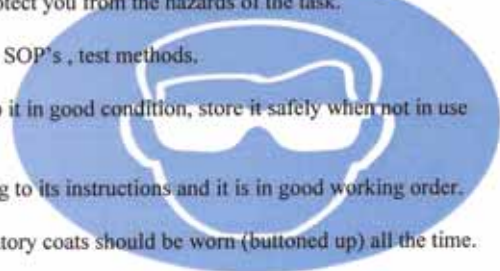 otect you from the hazards of the task.
SOP's , test methods.
it in good condition, store it safely when not in use
g to its instructions and it is in good working order.
tory coats should be worn (buttoned up) all the time.